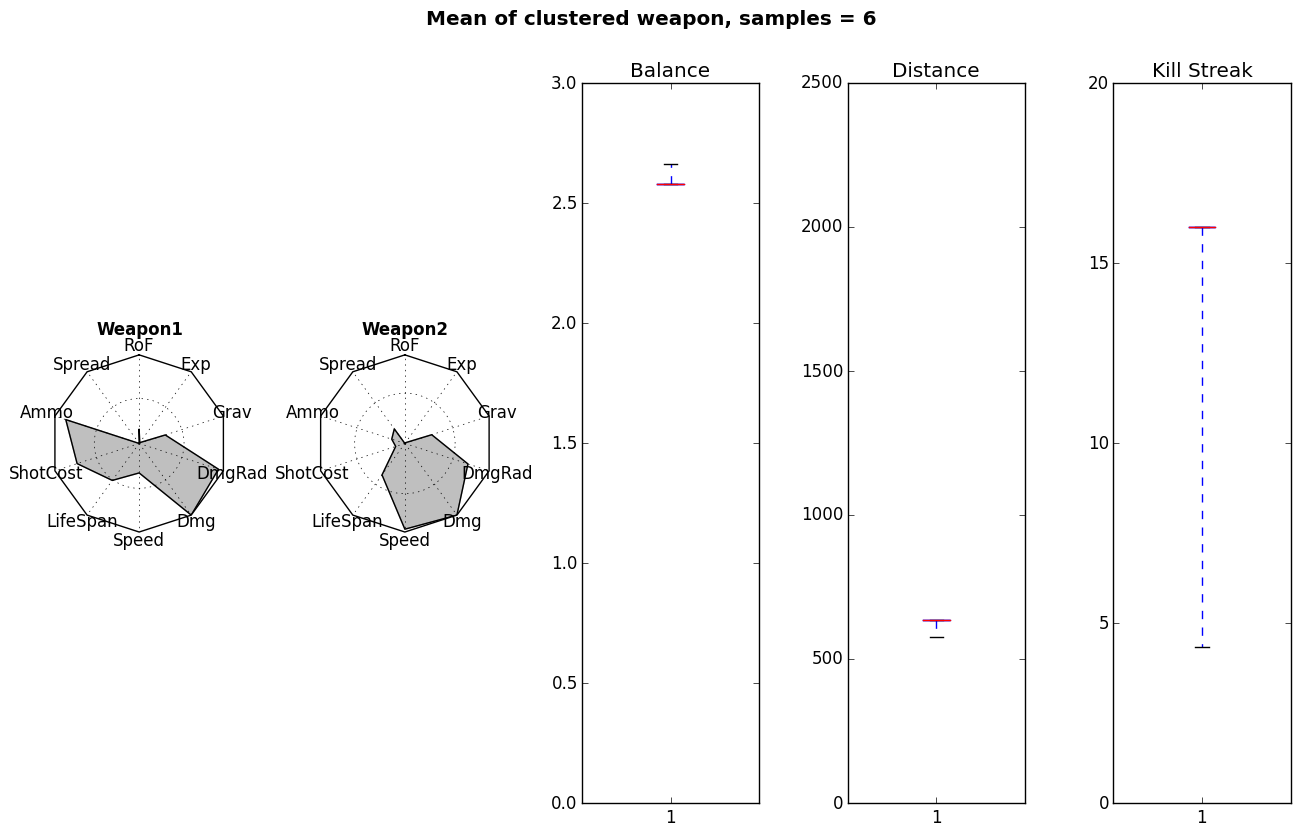 Mean of clustered weapon, samples = 6
Weapon1
RoF
Exp
Grav
DmgRad
Dmg
Speed
LifeSpan
ShotCost
Ammo
Spread
Weapon2
RoF
Exp
Grav
DmgRad
Dmg
Speed
LifeSpan
ShotCost
Ammo
Spread
Balance
3.0
2.5
2.0
1.5
1.0
0.5
0.0
1
Distance
2500
2000
1500
1000
500
0
1
Kill Streak
20
15
10
5
0
1